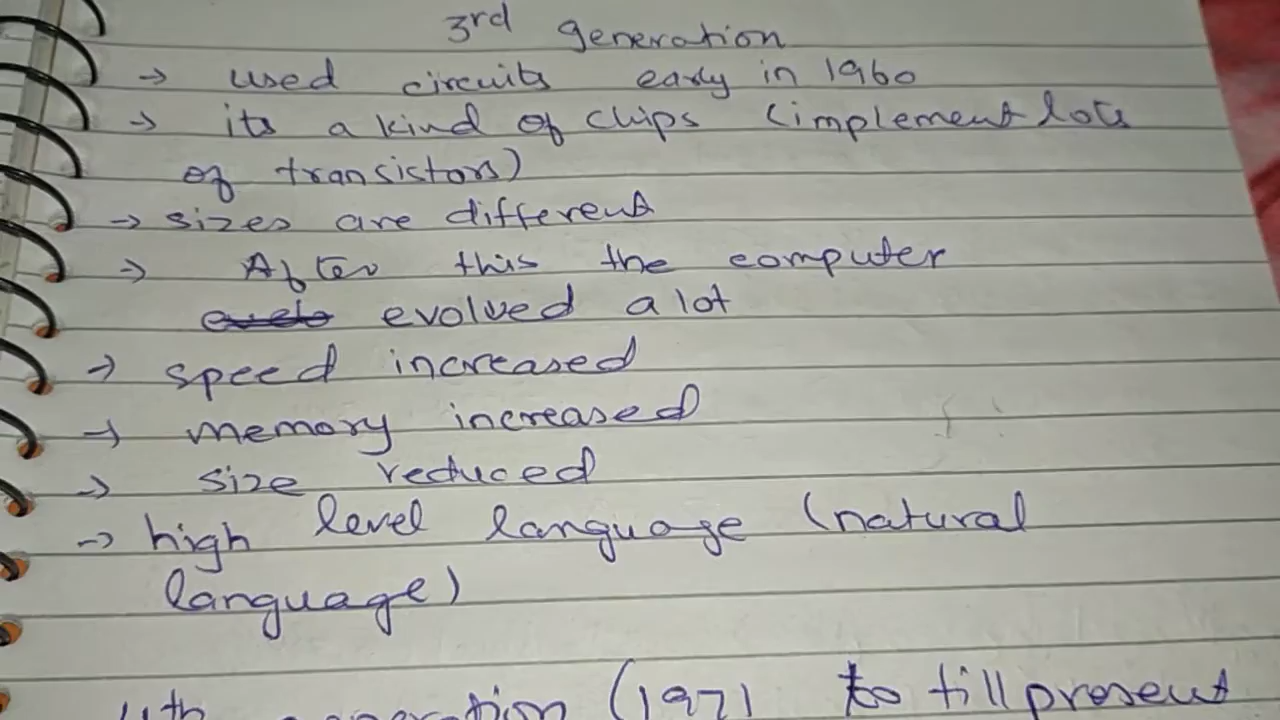 3rd generation
→ used circuits early in 1960
→ its a kind of chips (implement lots
of transistors)
→ sizes are different
→ After this the computer
evolved a lot
→ speed increased
→ memory increased
→ size reduced
→ high level language (natural
language)
4th generation (1971 to till present